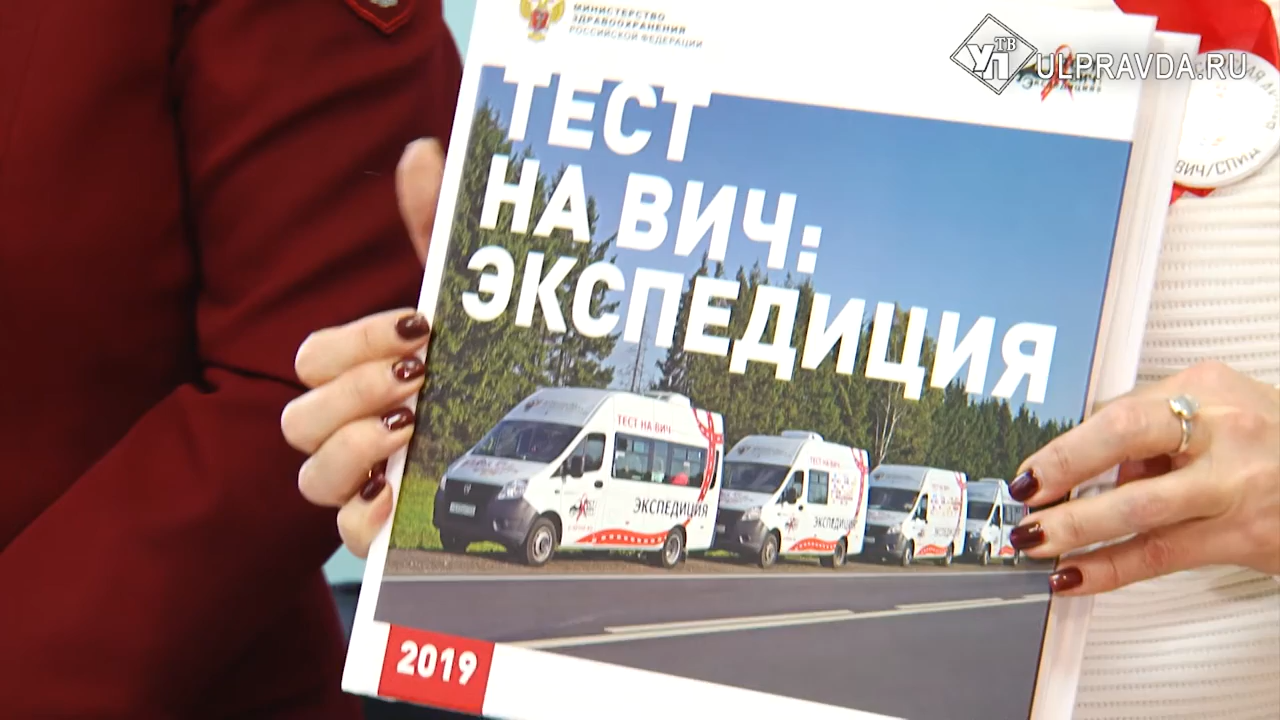 МИНИСТЕРСТВО
ЗДРАВООХРАНЕНИЯ
РОССИЙСКОЙ ФЕДЕРАЦИИ
УП ТВ ULPRAVDA.RU
ТЕСТ
НА ВИЧ:
ЭКСПЕДИЦИЯ
ВИЧ/СПИД
ТЕСТ НА ВИЧ
ЭКСПЕДИЦИЯ
ТЕСТ НА ВИЧ
ЭКСПЕДИЦИЯ
2019